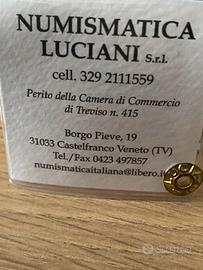 NUMISMATICA
LUCIANI S.r.l.
cell. 329 2111559
Perito della Camera di Commercio
di Treviso n. 415
Borgo Pieve, 19
31033 Castelfranco Veneto (TV)
Tel./Fax 0423 497857
numismaticaitaliana@libero.it
SUBITO